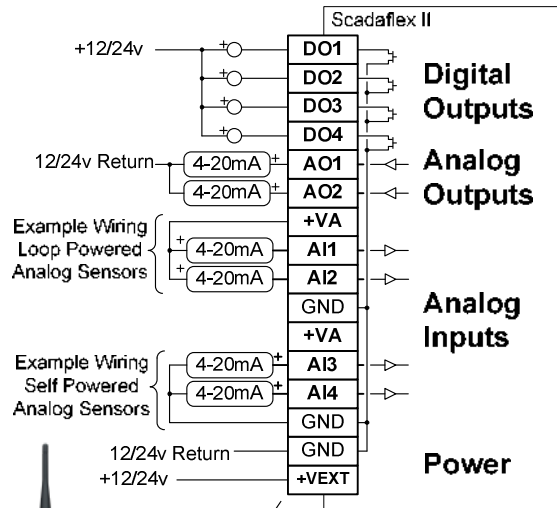 Scadaflex II
+12/24v + DO1
+ DO2
+ DO3
+ DO4
Digital
Outputs
12/24v Return 4-20mA + AO1
4-20mA AO2
Analog
Outputs
+VA
Example Wiring
Loop Powered
Analog Sensors
+ 4-20mA AI1
+ 4-20mA AI2
GND
+VA
Analog
Inputs
Example Wiring
Self Powered
Analog Sensors
4-20mA + AI3
4-20mA + AI4
GND
12/24v Return GND
+12/24v +VEXT
Power